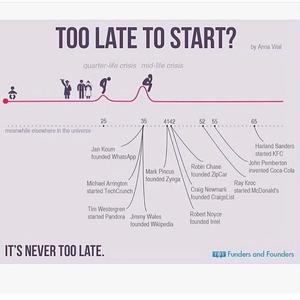 TOO LATE TO START?
by Anna Vital
quarter-life crisis mid-life crisis
meanwhile elsewhere in the universe
25 35 41 42 52 55 65
Jan Koum
founded WhatsApp
Michael Arrington
started TechCrunch
Tim Westergren
started Pandora
Jimmy Wales
founded Wikipedia
Mark Pincus
founded Zynga
Robin Chase
founded ZipCar
Craig Newmark
founded CraigsList
Robert Noyce
founded Intel
Ray Kroc
started McDonald's
John Pemberton
invented Coca-Cola
Harland Sanders
started KFC
IT'S NEVER TOO LATE.
Funders and Founders